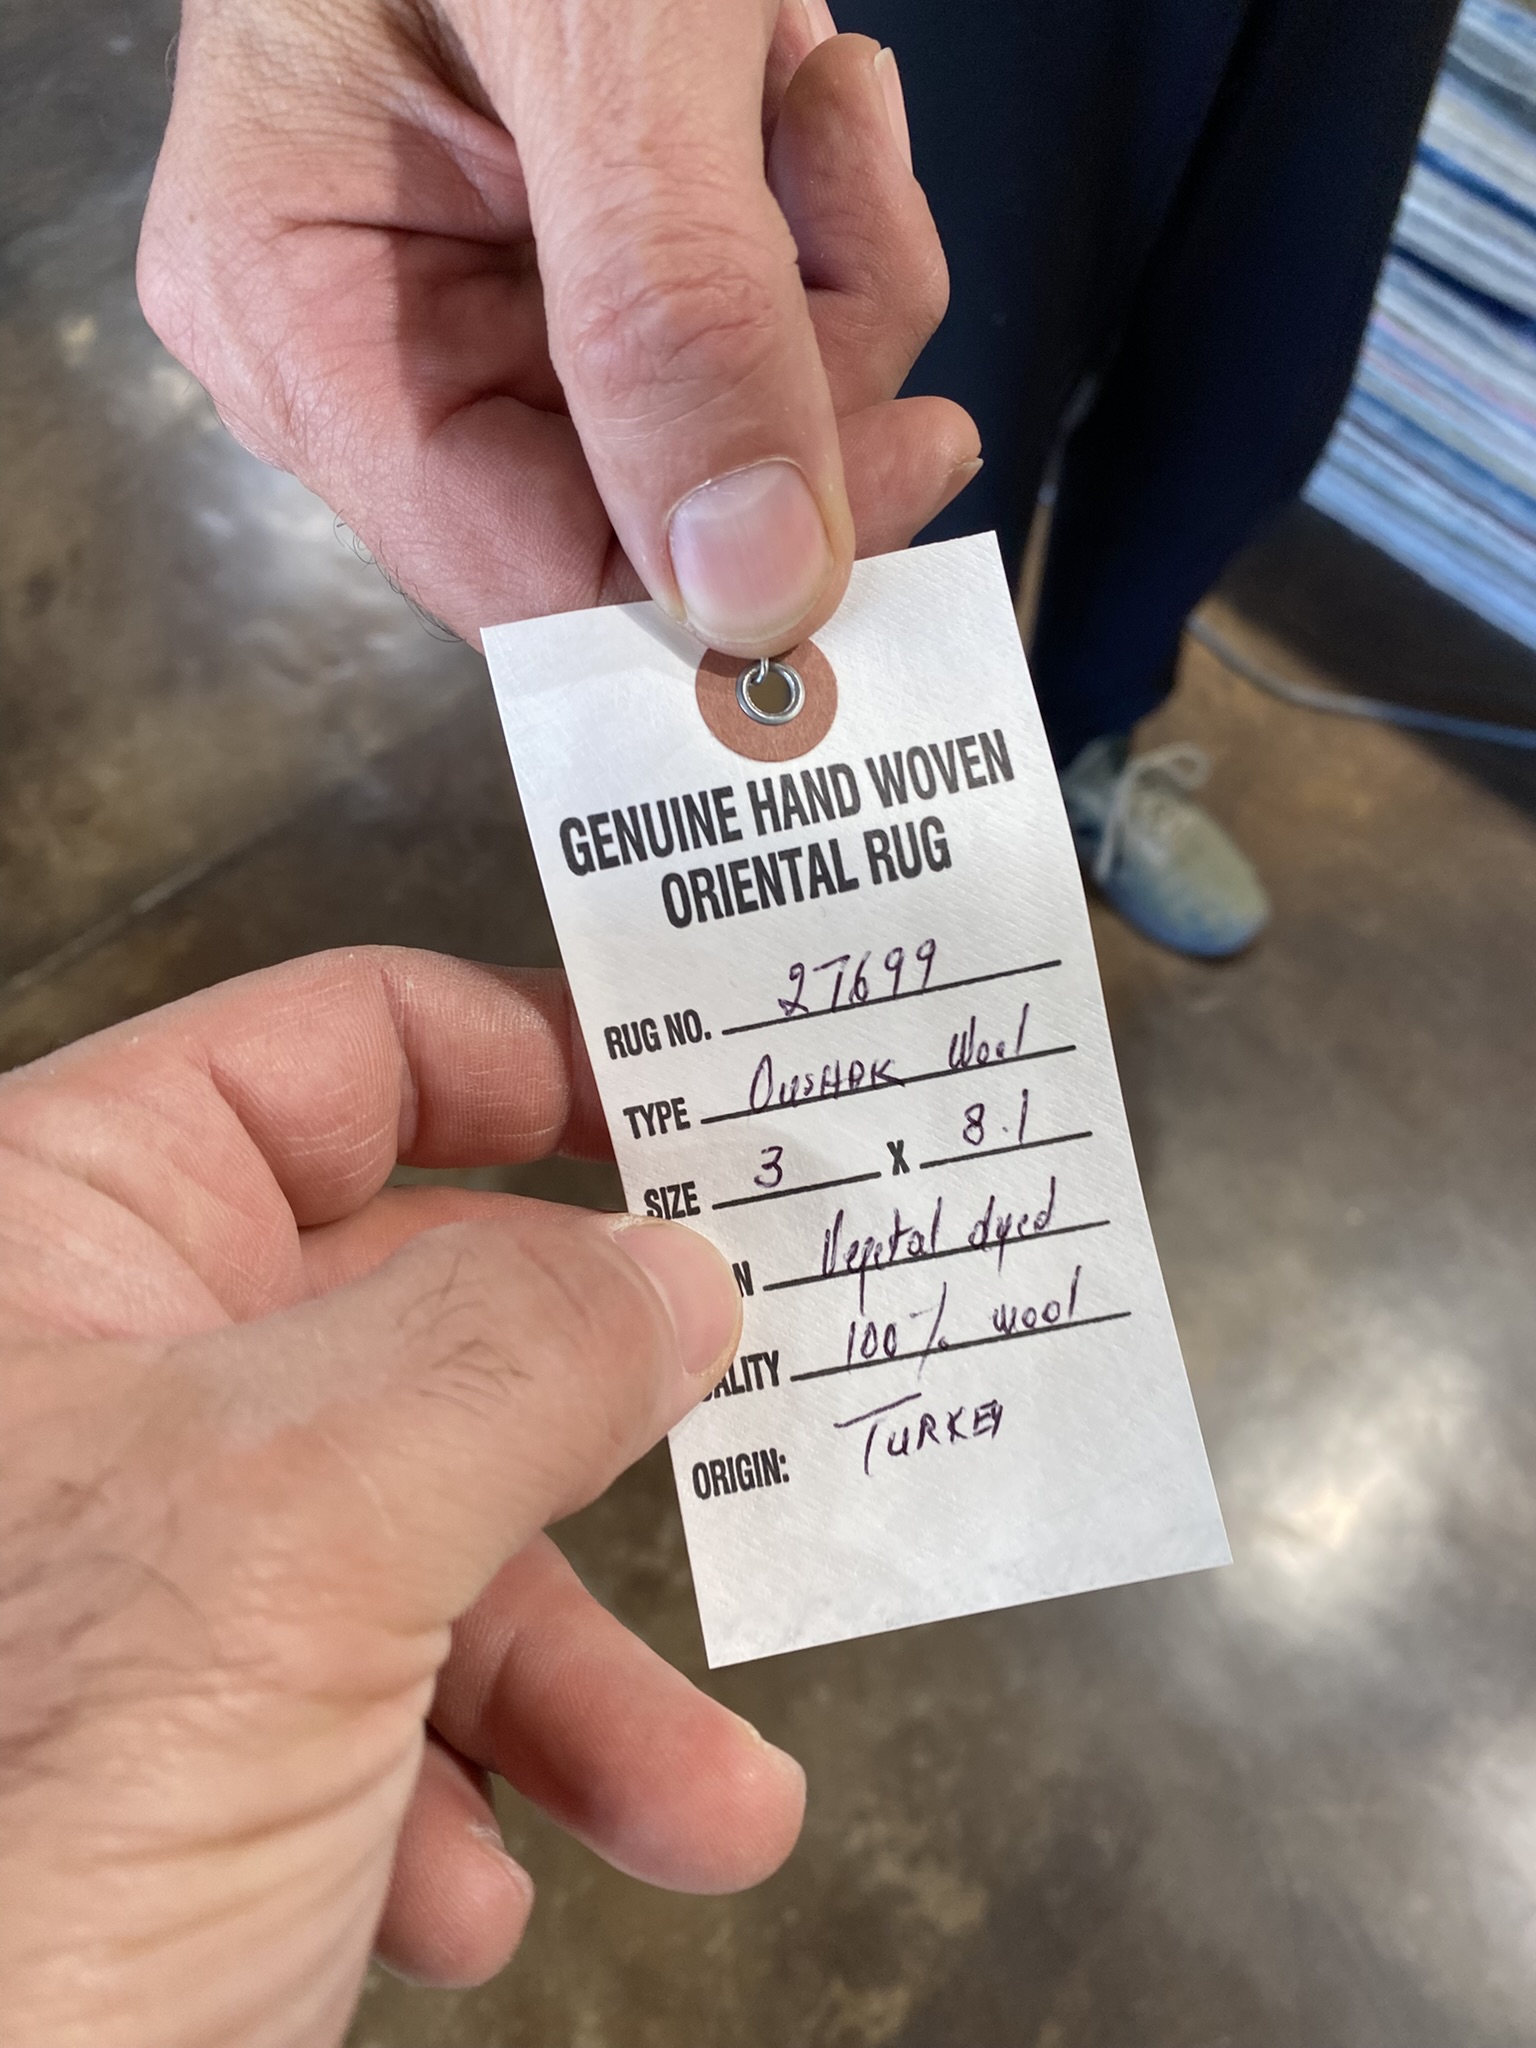 GENUINE HAND WOVEN
ORIENTAL RUG
RUG NO. 27699
TYPE OUSHAK Wool
SIZE 3 X 8.1
N Vegetal dyed
ALITY 100% wool
ORIGIN: TURKEY